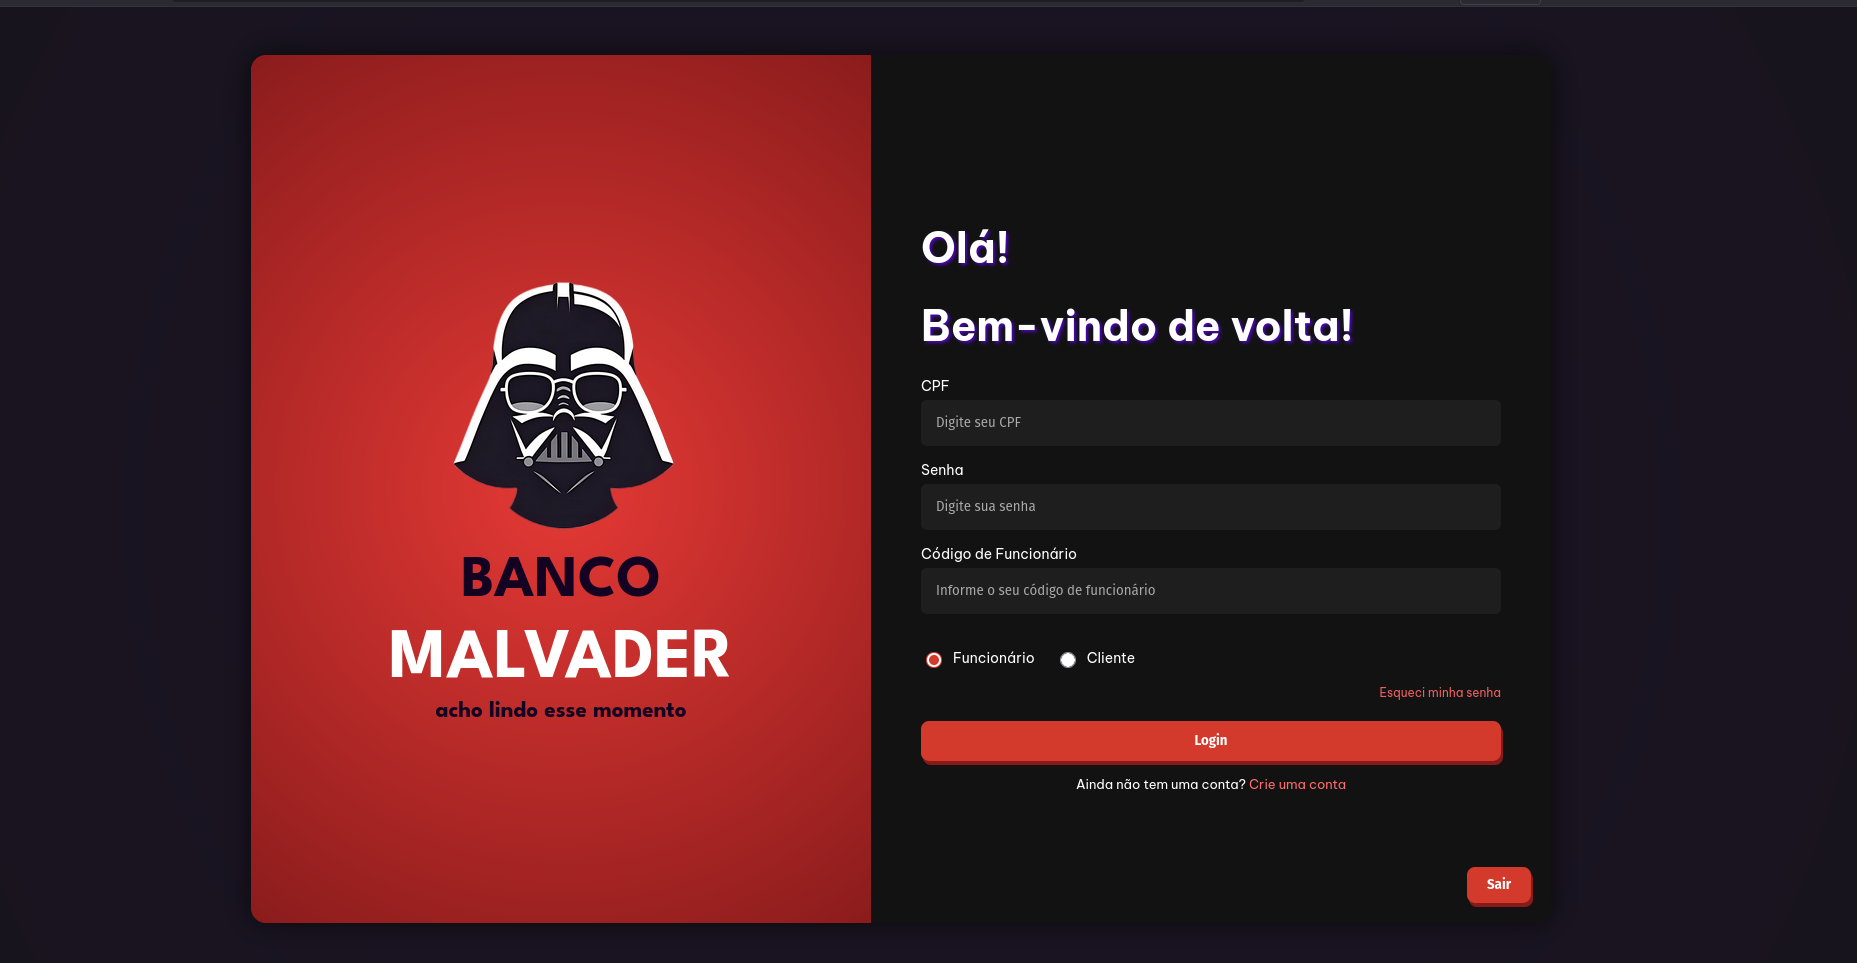 BANCO
MALVADER
acho lindo esse momento
Olá!
Bem-vindo de volta!
CPF
Digite seu CPF
Senha
Digite sua senha
Código de Funcionário
Informe o seu código de funcionário
Funcionário Cliente
Esqueci minha senha
Login
Ainda não tem uma conta? Crie uma conta
Sair